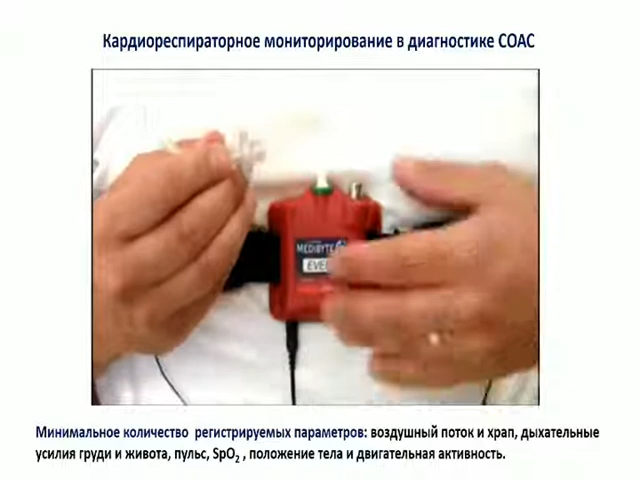 Кардиореспираторное мониторирование в диагностике СОАС
MEDIBYTE
EVE
Минимальное количество регистрируемых параметров: воздушный поток и храп, дыхательные
усилия груди и живота, пульс, SpO₂ , положение тела и двигательная активность.